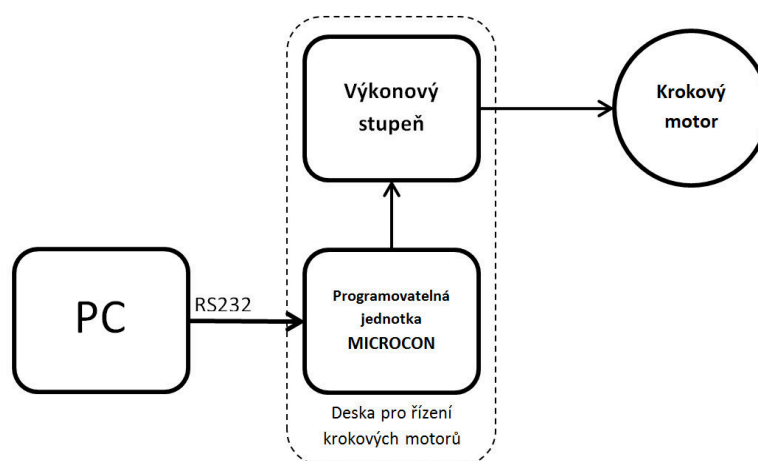 Výkonový
stupeň
Krokový
motor
PC
RS232
Programovatelná
jednotka
MICROCON
Deska pro řízení
krokových motorů